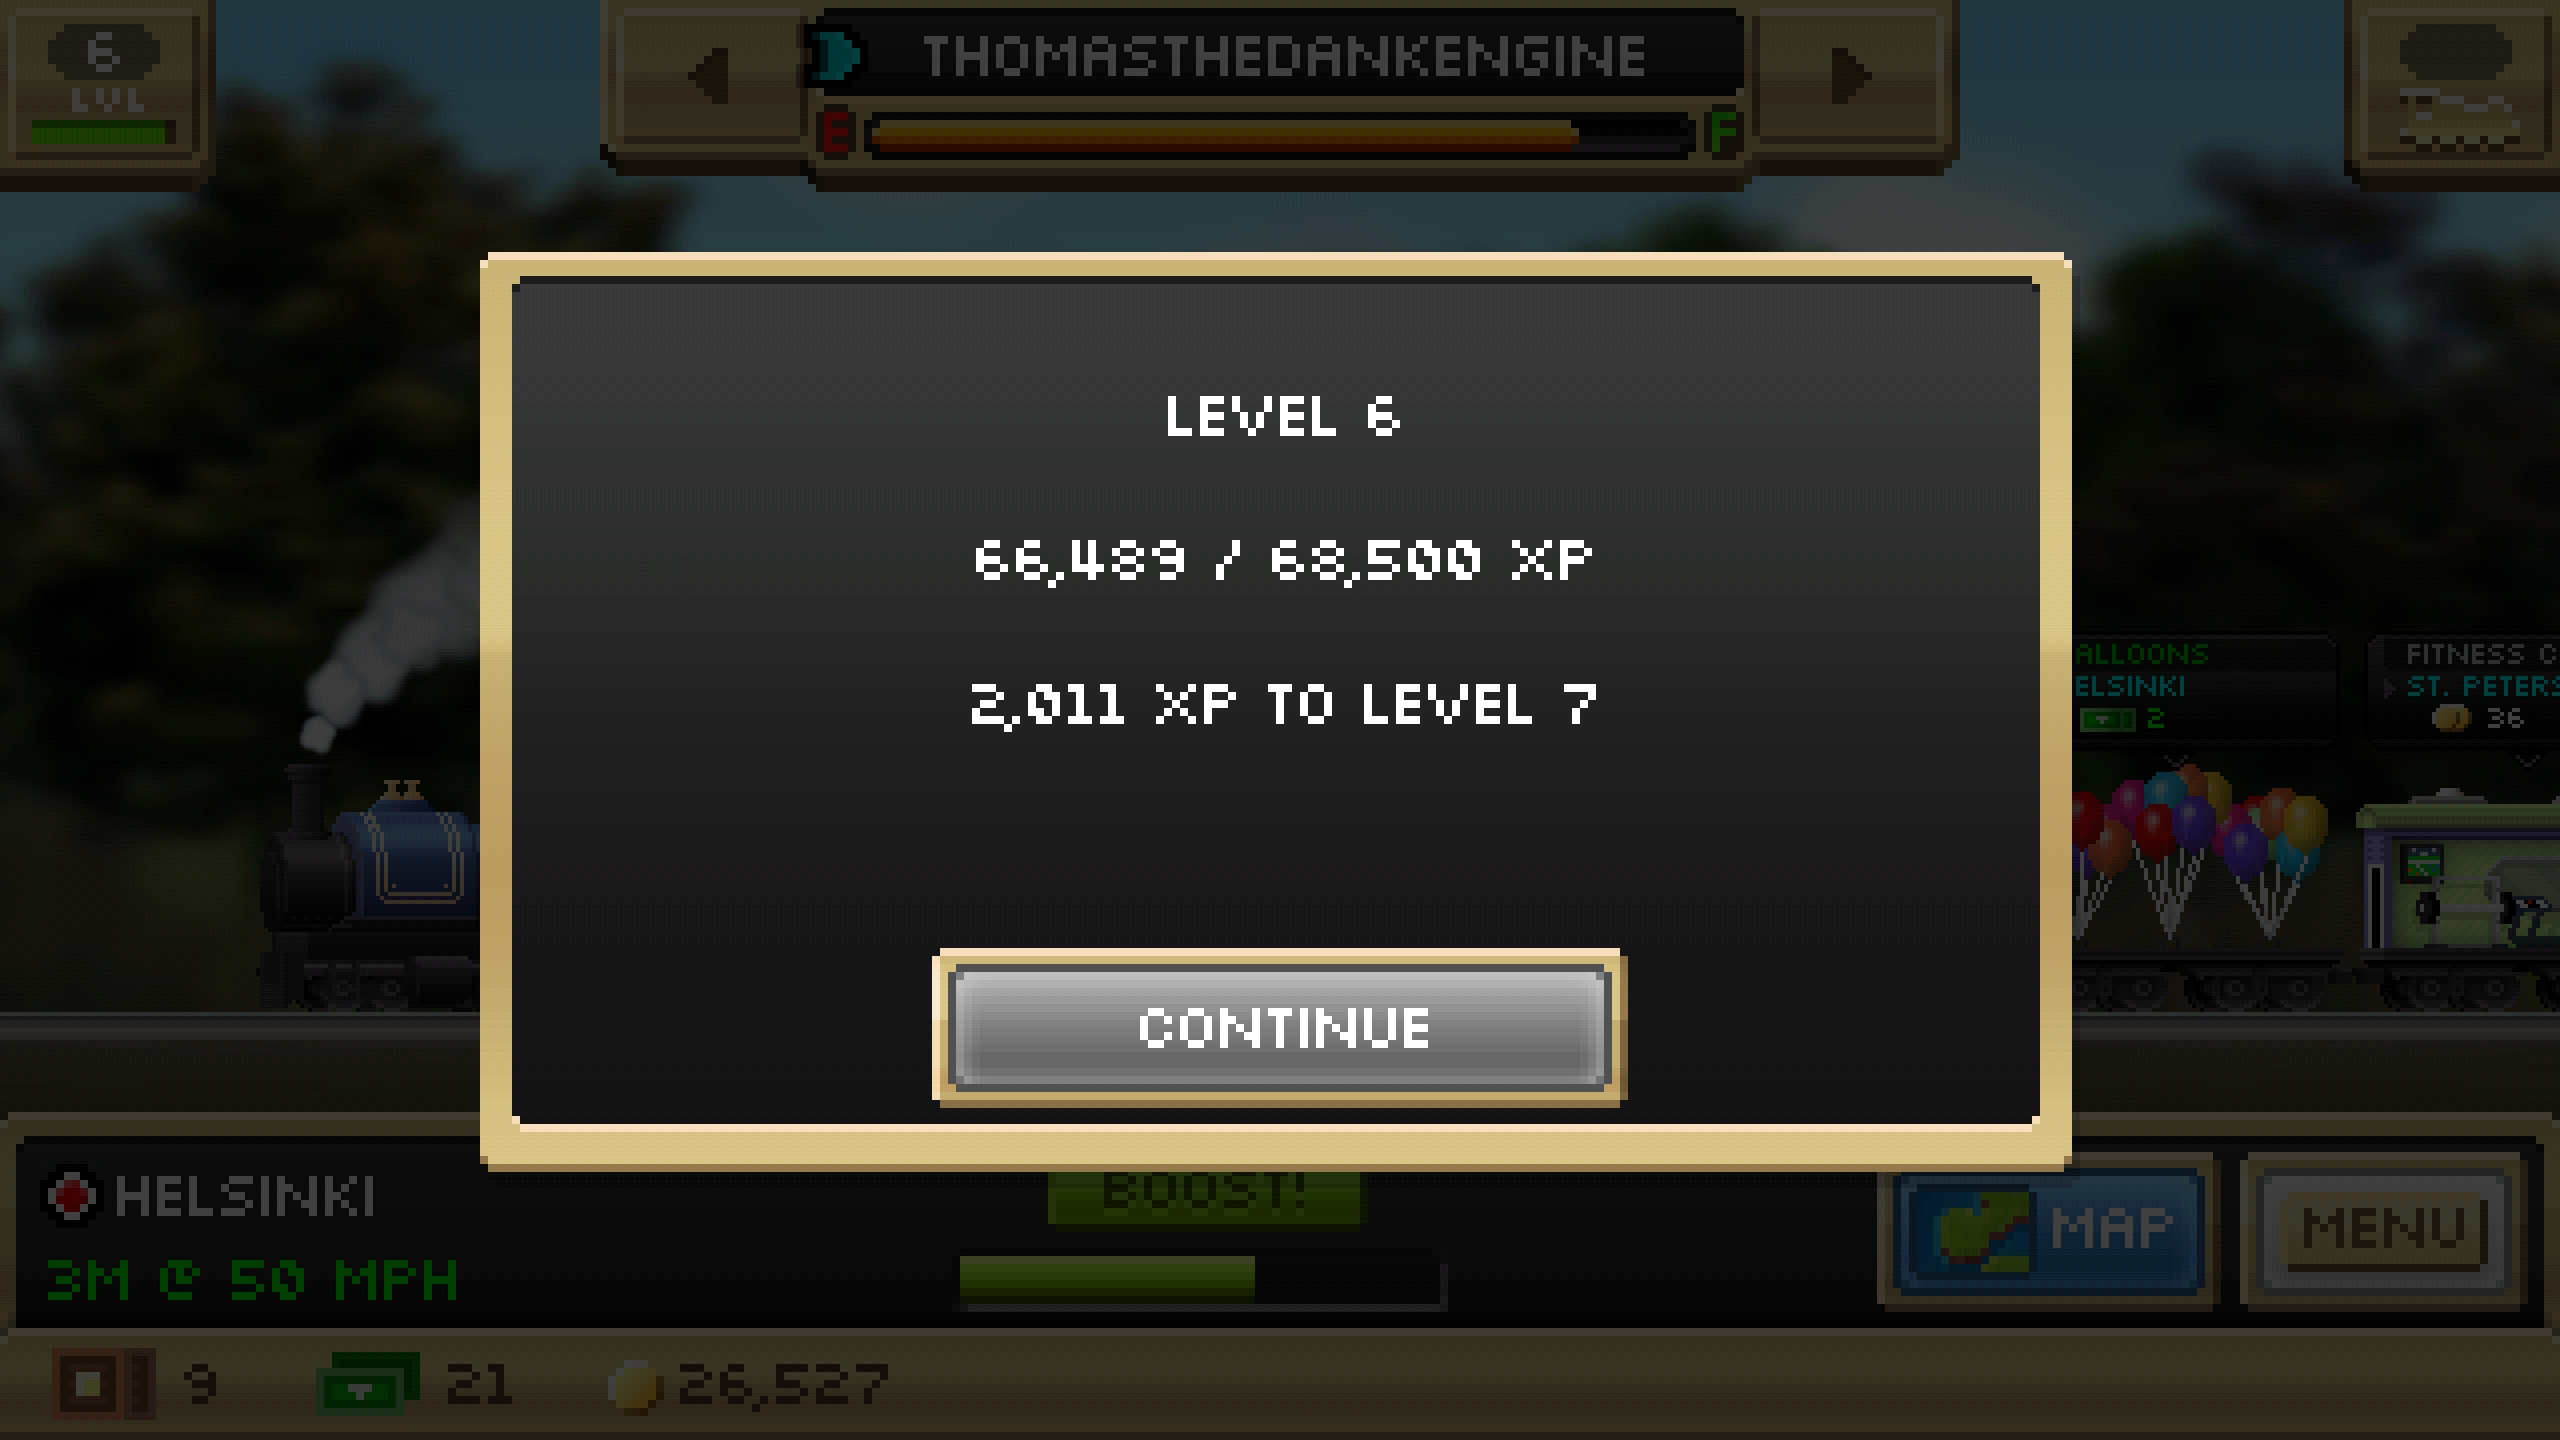 6
LVL
THOMASTHEDANKENGINE
E
F
LEVEL 6
66,489 / 68,500 XP
2,011 XP TO LEVEL 7
CONTINUE
ALLOONS
ELSINKI
2
FITNESS C
ST. PETERS
36
HELSINKI
3M @ 50 MPH
BOOST!
MAP
MENU
9
21
26,527